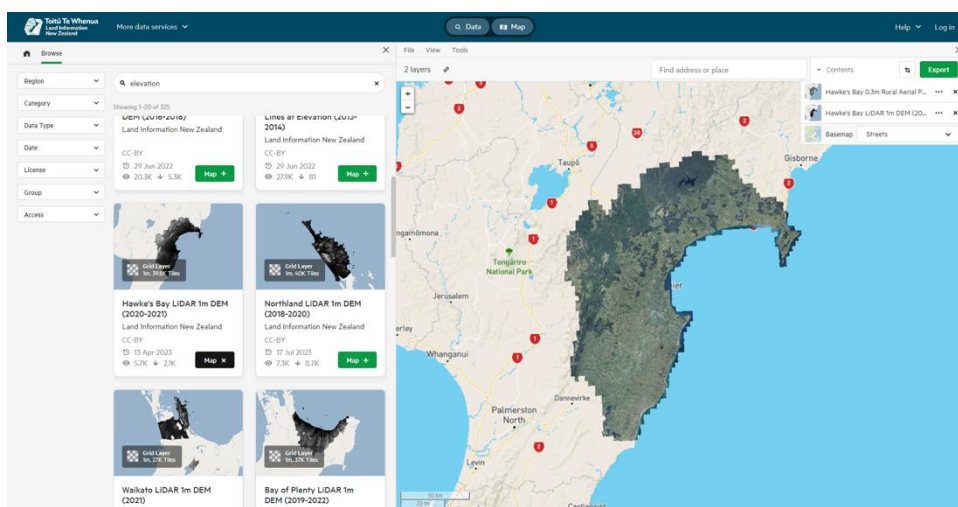 Toitū Te Whenua
Land Information
New Zealand
More data services
Data
Map
Help
Log in
Browse
File View Tools
Region
Category
Data Type
Date
License
Group
Access
elevation
Showing 1-20 of 325
DEM (2016-2018)
Land Information New Zealand
CC-BY
29 Jun 2022
20.3K 5.3K
Map +
Lines at Elevation (2013-
2014)
Land Information New Zealand
CC-BY
29 Jun 2022
27.9K 81
Map +
Grid Layer
1m, 39.6K Tiles
Hawke's Bay LiDAR 1m DEM
(2020-2021)
Land Information New Zealand
CC-BY
13 Apr 2023
5.7K 2.1K
Map ×
Grid Layer
1m, 40K Tiles
Northland LiDAR 1m DEM
(2018-2020)
Land Information New Zealand
CC-BY
17 Jul 2023
7.3K 8.7K
Map +
Grid Layer
1m, 27K Tiles
Waikato LiDAR 1m DEM
(2021)
Grid Layer
1m, 37K Tiles
Bay of Plenty LiDAR 1m
DEM (2019-2022)
2 layers
Find address or place
Contents
Export
Hawke's Bay 0.3m Rural Aerial P...
Hawke's Bay LiDAR 1m DEM (20...
Basemap Streets
+
−
Taupō
Gisborne
Tongariro
National Park
Jerusalem
Whanganui
Dannevirke
Palmerston
North
Levin
50 km